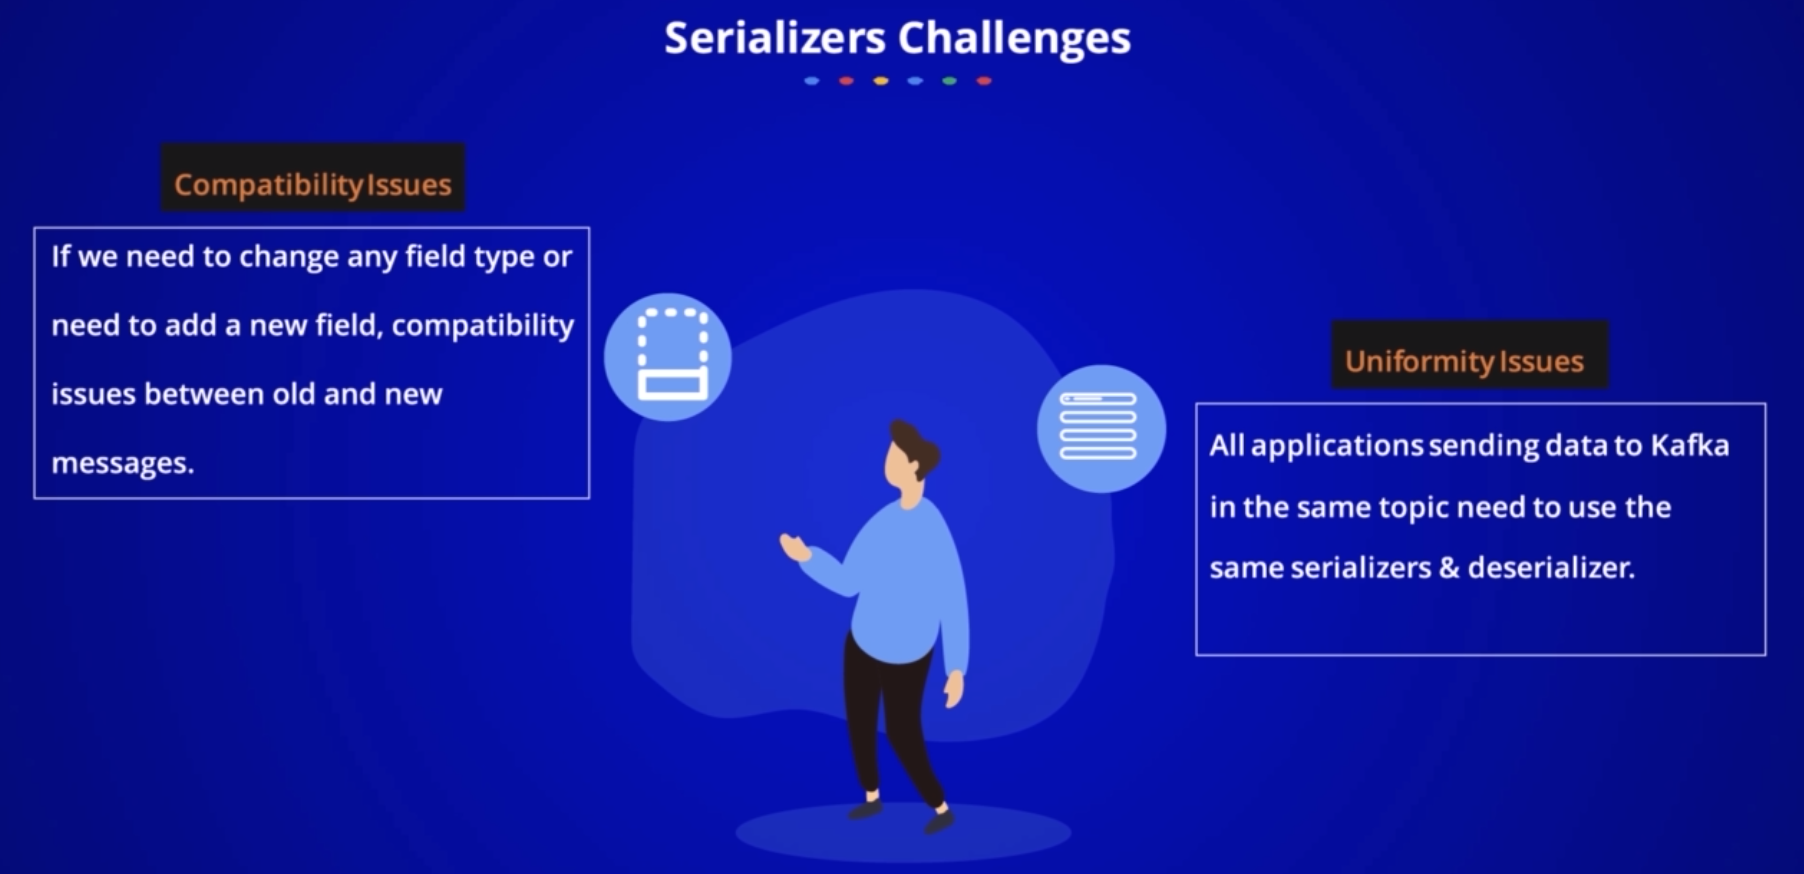 Serializers Challenges
Compatibility Issues
If we need to change any field type or
need to add a new field, compatibility
issues between old and new
messages.
Uniformity Issues
All applications sending data to Kafka
in the same topic need to use the
same serializers & deserializer.